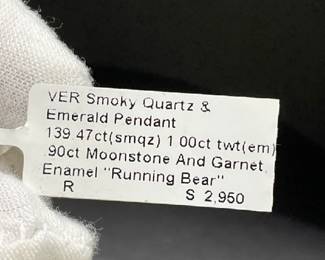 VER Smoky Quartz &
Emerald Pendant
139 47ct(smqz) 1 00ct twt(em)
90ct Moonstone And Garnet
Enamel "Running Bear"
R S 2,950